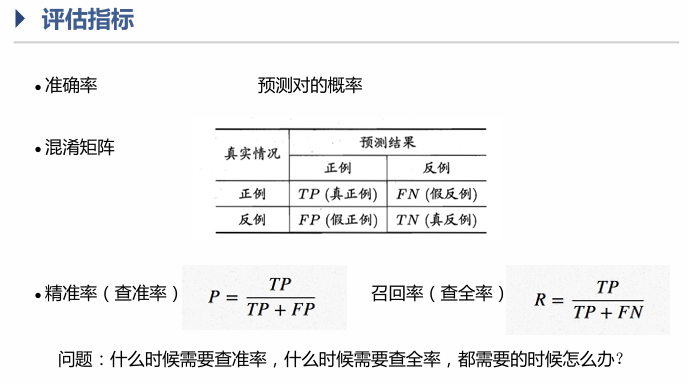 评估指标
• 准确率 预测对的概率
• 混淆矩阵
真实情况 预测结果
正例 反例
正例 TP (真正例) FN (假反例)
反例 FP (假正例) TN (真反例)
• 精准率（查准率） P = TP / (TP + FP) 召回率（查全率） R = TP / (TP + FN)
问题：什么时候需要查准率，什么时候需要查全率，都需要的时候怎么办？